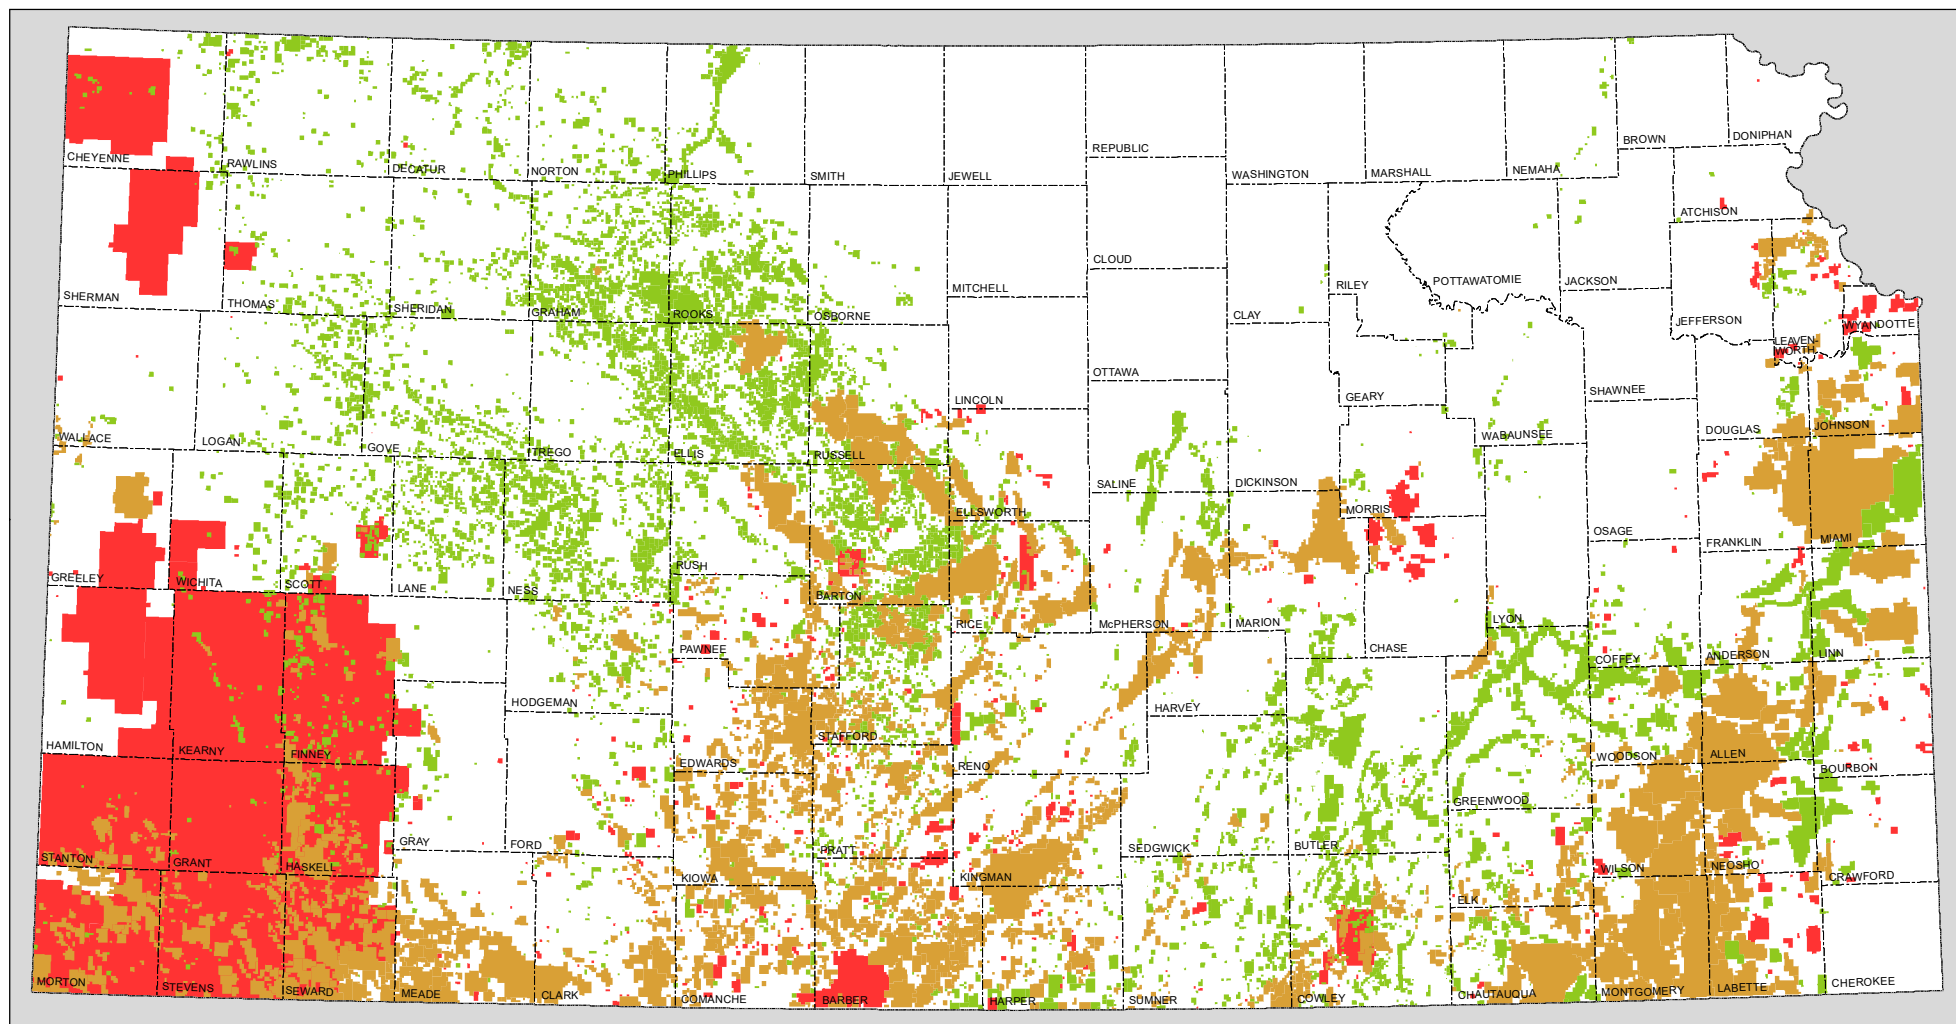 BROWN
DONIPHAN
REPUBLIC
CHEYENNE
RAWLINS
DECATUR
NORTON
PHILLIPS
SMITH
JEWELL
WASHINGTON
MARSHALL
NEMAHA
ATCHISON
CLOUD
SHERMAN
THOMAS
SHERIDAN
GRAHAM
ROOKS
OSBORNE
MITCHELL
CLAY
RILEY
POTTAWATOMIE
JACKSON
JEFFERSON
WYANDOTTE
LEAVEN-
WORTH
OTTAWA
LINCOLN
GEARY
SHAWNEE
WALLACE
LOGAN
GOVE
TREGO
ELLIS
RUSSELL
WABAUNSEE
DOUGLAS
JOHNSON
SALINE
DICKINSON
ELLSWORTH
MORRIS
OSAGE
FRANKLIN
MIAMI
GREELEY
WICHITA
SCOTT
LANE
NESS
RUSH
BARTON
RICE
McPHERSON
MARION
CHASE
LYON
COFFEY
ANDERSON
LINN
PAWNEE
HODGEMAN
HARVEY
HAMILTON
KEARNY
FINNEY
STAFFORD
EDWARDS
RENO
WOODSON
ALLEN
BOURBON
GREENWOOD
STANTON
GRANT
HASKELL
GRAY
FORD
PRATT
SEDGWICK
BUTLER
KIOWA
KINGMAN
WILSON
NEOSHO
CRAWFORD
ELK
MORTON
STEVENS
SEWARD
MEADE
CLARK
COMANCHE
BARBER
HARPER
SUMNER
COWLEY
CHAUTAUQUA
MONTGOMERY
LABETTE
CHEROKEE